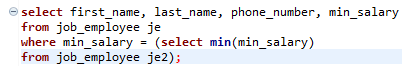 select first_name, last_name, phone_number, min_salary
from job_employee je
where min_salary = (select min(min_salary)
from job_employee je2);